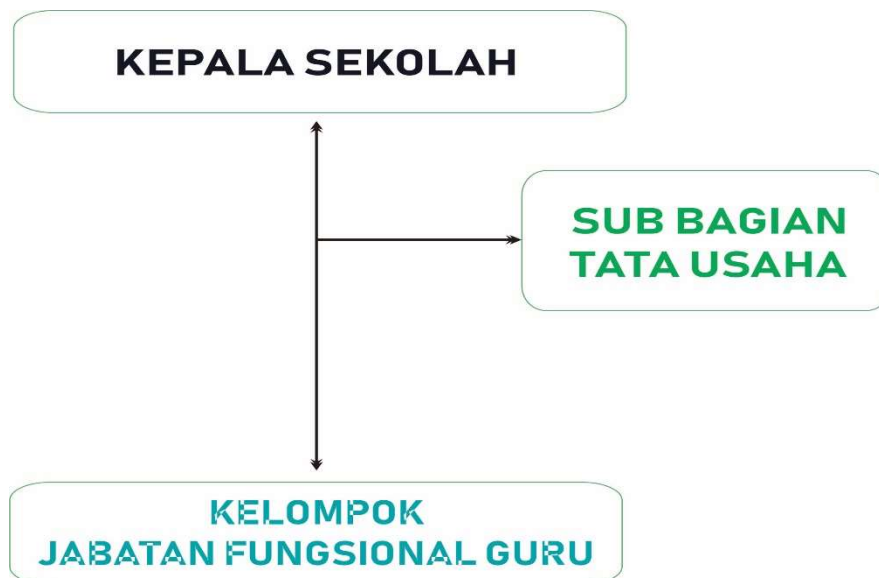 KEPALA SEKOLAH
SUB BAGIAN
TATA USAHA
KELOMPOK
JABATAN FUNGSIONAL GURU